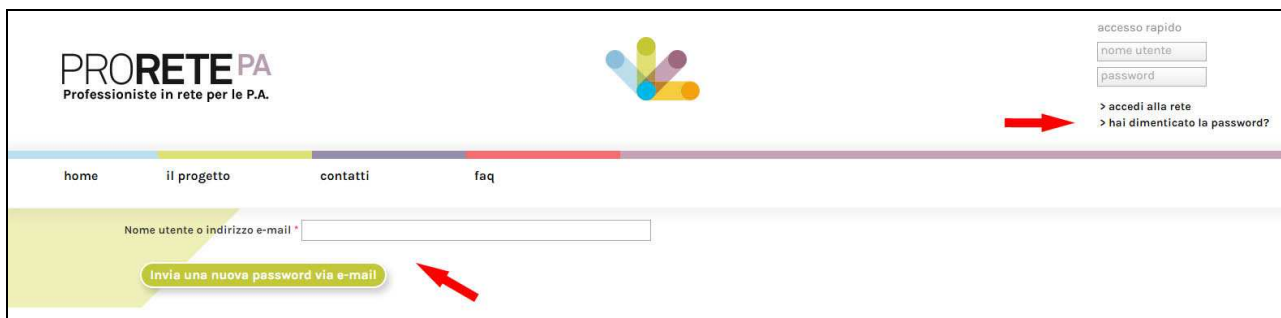 accesso rapido
nome utente
password
> accedi alla rete
> hai dimenticato la password?
PRORETEPA
Professioniste in rete per le P.A.
home il progetto contatti faq
Nome utente o indirizzo e-mail *
Invia una nuova password via e-mail